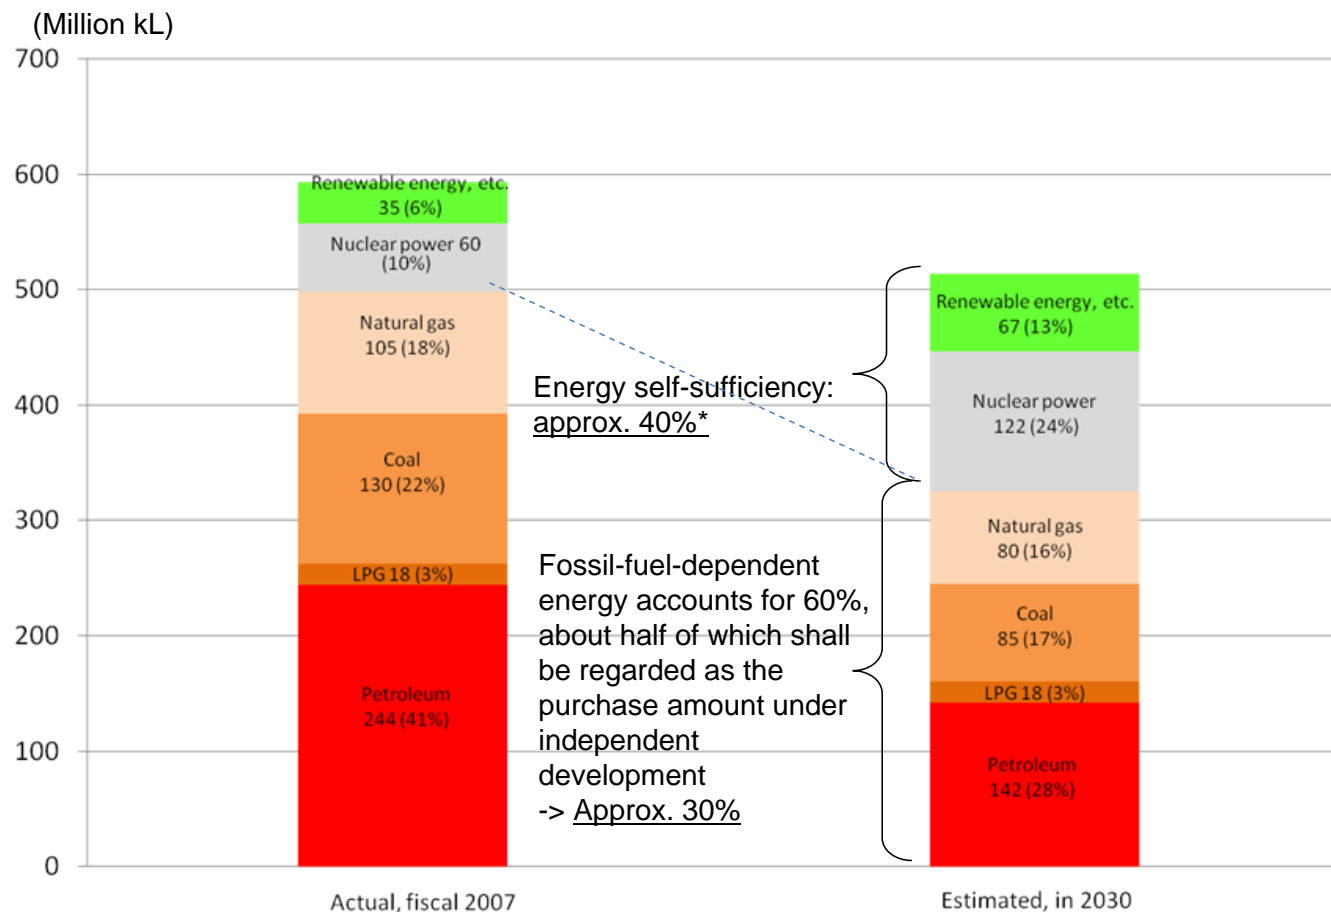 (Million kL)
700
600
500
400
300
200
100
0
Renewable energy, etc.
35 (6%)
Nuclear power 60
(10%)
Natural gas
105 (18%)
Coal
130 (22%)
LPG 18 (3%)
Petroleum
244 (41%)
Actual, fiscal 2007
Energy self-sufficiency:
approx. 40%*
Fossil-fuel-dependent
energy accounts for 60%,
about half of which shall
be regarded as the
purchase amount under
independent
development
-> Approx. 30%
Renewable energy, etc.
67 (13%)
Nuclear power
122 (24%)
Natural gas
80 (16%)
Coal
85 (17%)
LPG 18 (3%)
Petroleum
142 (28%)
Estimated, in 2030